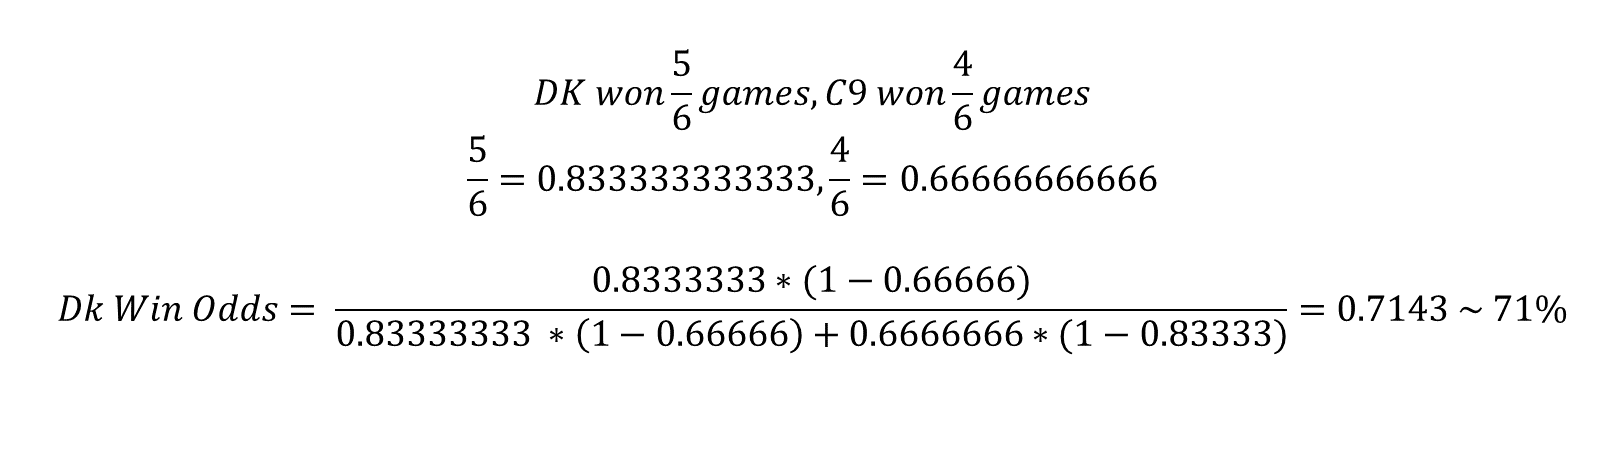 DK won 5/6 games, C9 won 4/6 games
5/6 = 0.833333333333, 4/6 = 0.66666666666
Dk Win Odds = 0.8333333 ∗ (1 − 0.66666) / 0.83333333 ∗ (1 − 0.66666) + 0.6666666 ∗ (1 − 0.83333) = 0.7143 ~ 71%